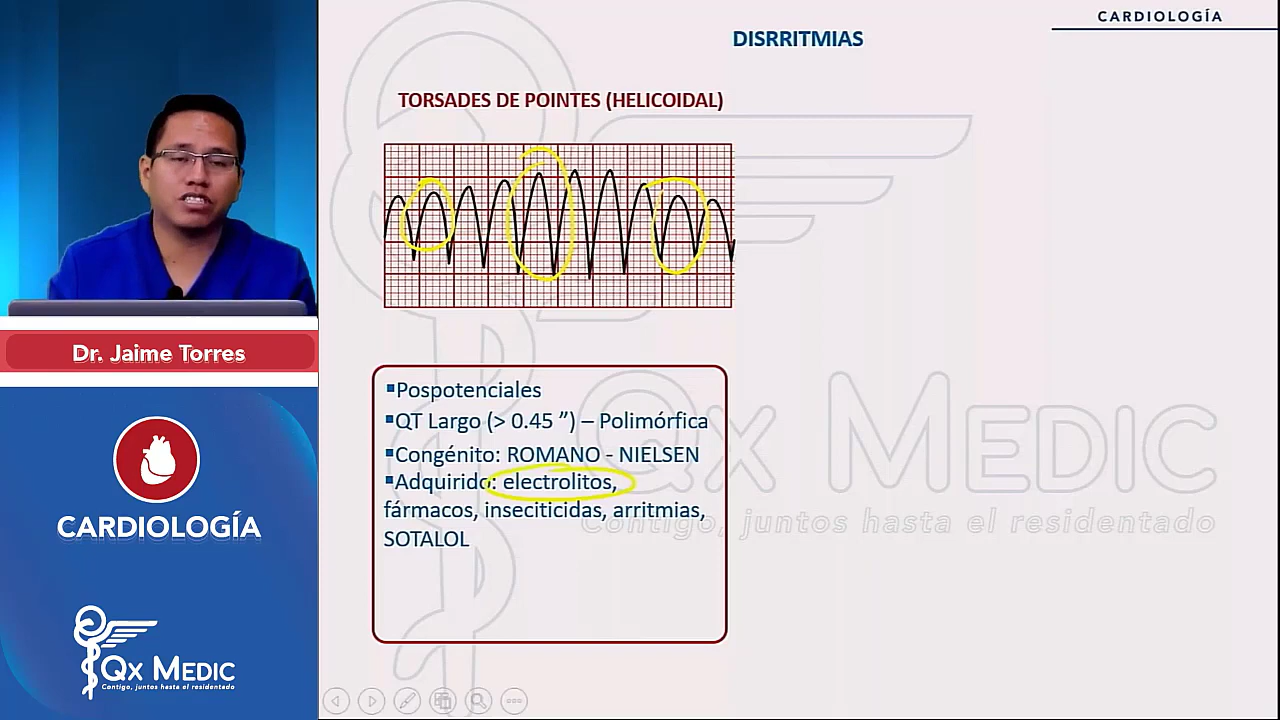 CARDIOLOGÍA
DISRRITMIAS
TORSADES DE POINTES (HELICOIDAL)
▪Pospotenciales
▪QT Largo (> 0.45 ”) – Polimórfica
▪Congénito: ROMANO - NIELSEN
▪Adquirido: electrolitos,
fármacos, inseciticidas, arritmias,
SOTALOL
Qx MEDIC
Contigo, juntos hasta el residentado
Dr. Jaime Torres
CARDIOLOGÍA
Qx MEDIC
Contigo, juntos hasta el residentado